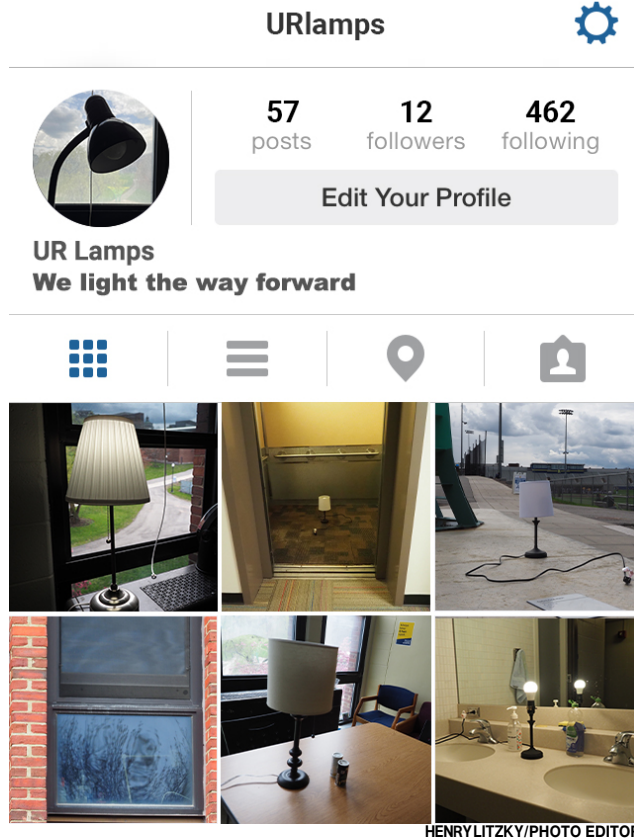 URlamps
57 12 462
posts followers following
Edit Your Profile
UR Lamps
We light the way forward
HENRY LITZKY/PHOTO EDITOR